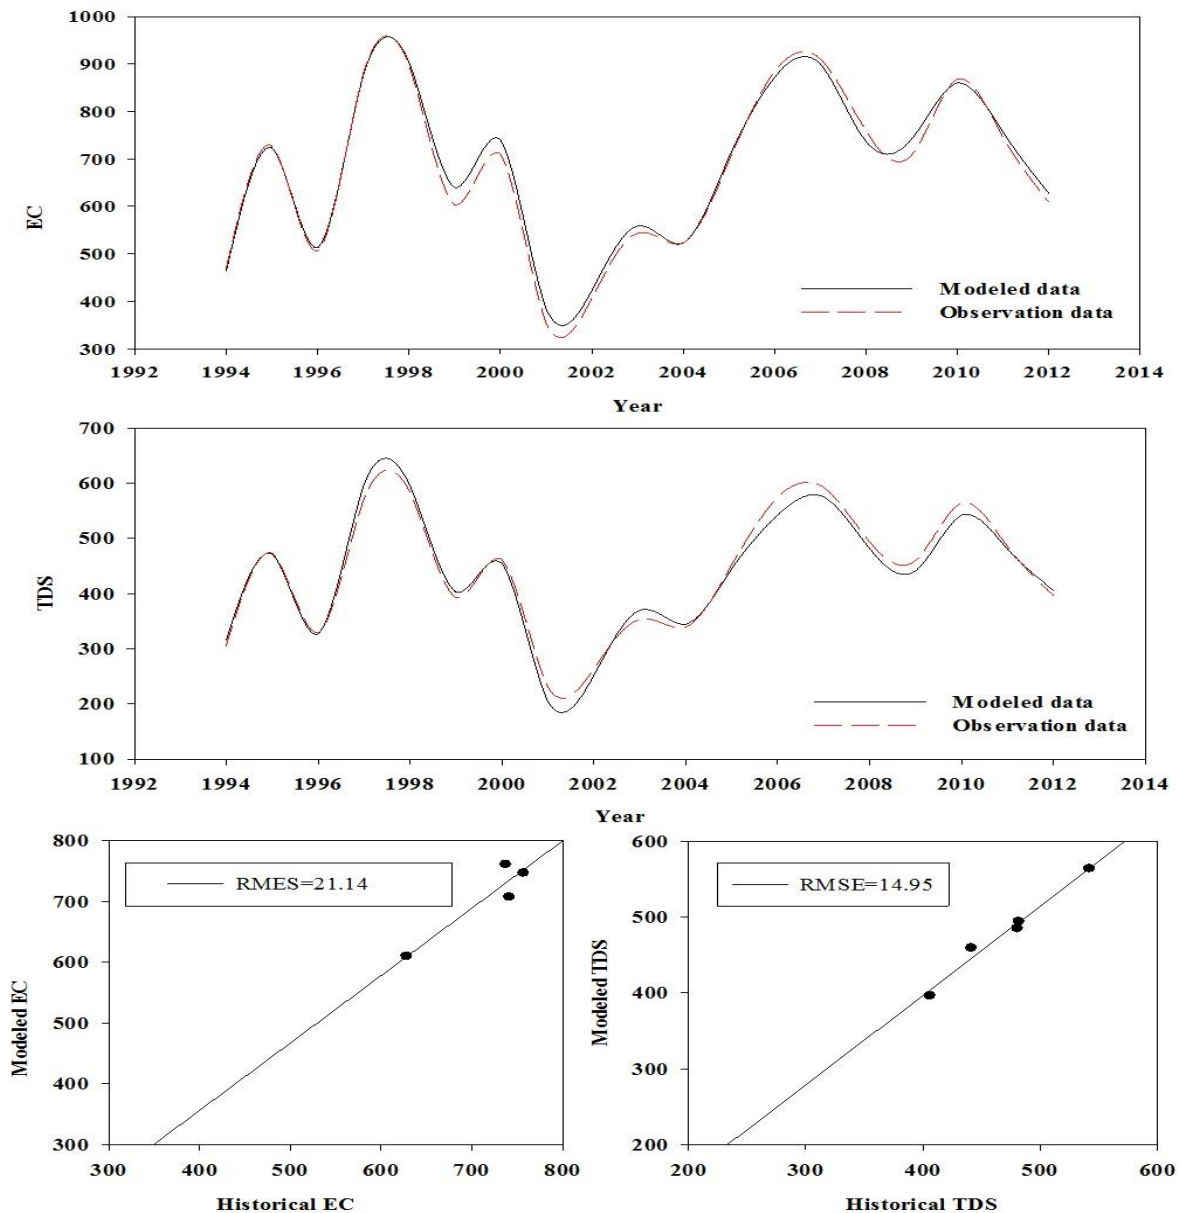 1000
900
800
700
600
500
400
300
EC
Modeled data
Observation data
1992 1994 1996 1998 2000 2002 2004 2006 2008 2010 2012 2014
Year
700
600
500
400
300
200
100
TDS
Modeled data
Observation data
1992 1994 1996 1998 2000 2002 2004 2006 2008 2010 2012 2014
Year
800
700
600
500
400
300
Modeled EC
RMES=21.14
300 400 500 600 700 800
Historical EC
600
500
400
300
200
Modeled TDS
RMSE=14.95
200 300 400 500 600
Historical TDS